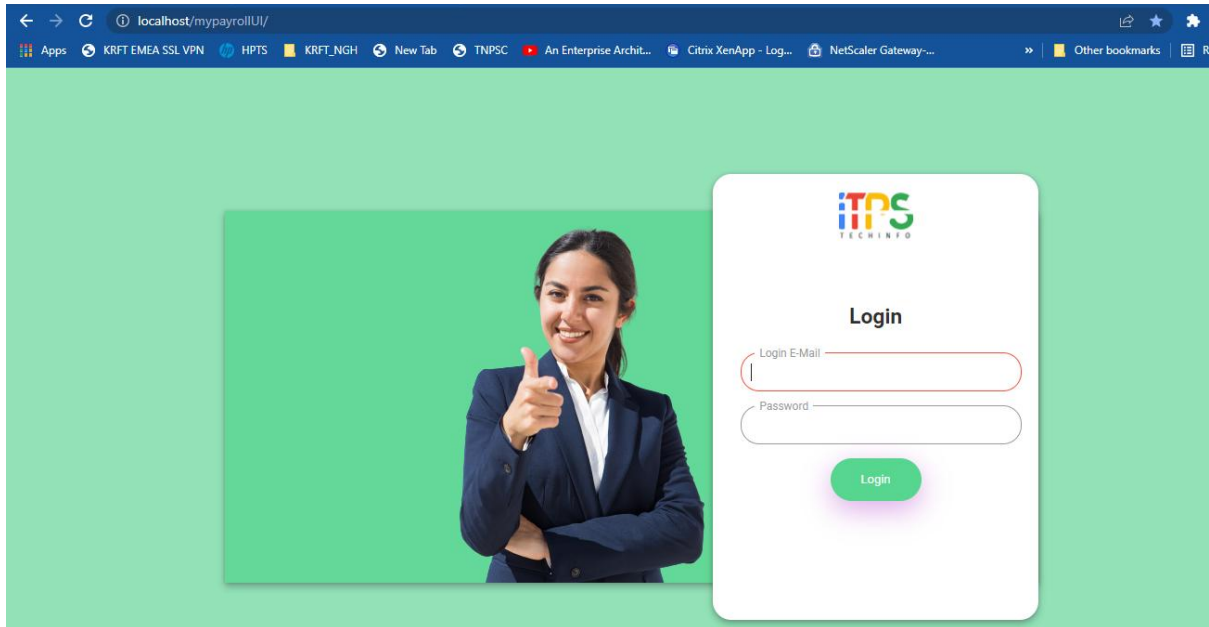 localhost/mypayrollUI/
Apps KRFT EMEA SSL VPN HPTS KRFT_NGH New Tab TNPSC An Enterprise Archit... Citrix XenApp - Log... NetScaler Gateway-... » Other bookmarks R
iTPS
TECHINFO
Login
Login E-Mail
Password
Login